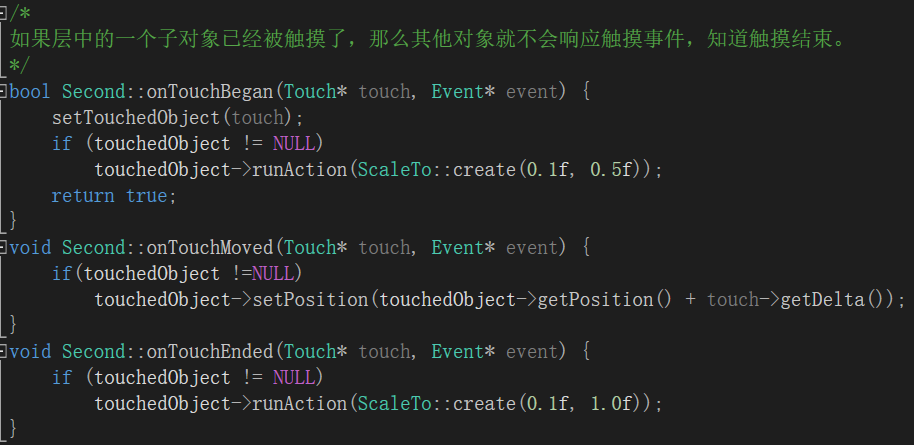 /*
如果层中的一个子对象已经被触摸了，那么其他对象就不会响应触摸事件，知道触摸结束。
*/
bool Second::onTouchBegan(Touch* touch, Event* event) {
    setTouchedObject(touch);
    if (touchedObject != NULL)
        touchedObject->runAction(ScaleTo::create(0.1f, 0.5f));
    return true;
}
void Second::onTouchMoved(Touch* touch, Event* event) {
    if(touchedObject !=NULL)
        touchedObject->setPosition(touchedObject->getPosition() + touch->getDelta());
}
void Second::onTouchEnded(Touch* touch, Event* event) {
    if (touchedObject != NULL)
        touchedObject->runAction(ScaleTo::create(0.1f, 1.0f));
}